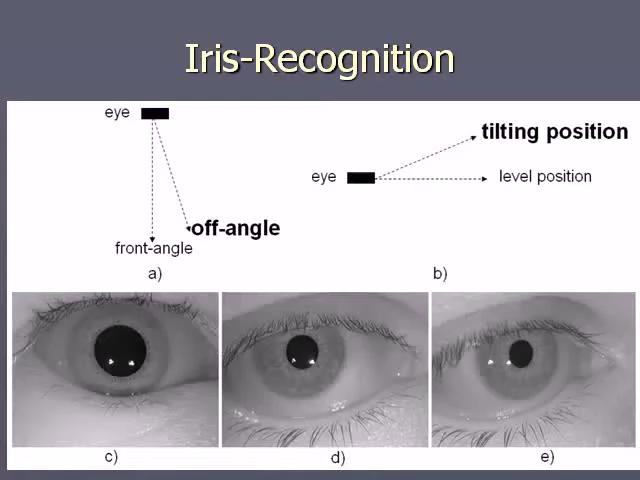 Iris-Recognition
eye
off-angle
front-angle
a)
tilting position
eye
level position
b)
c)
d)
e)